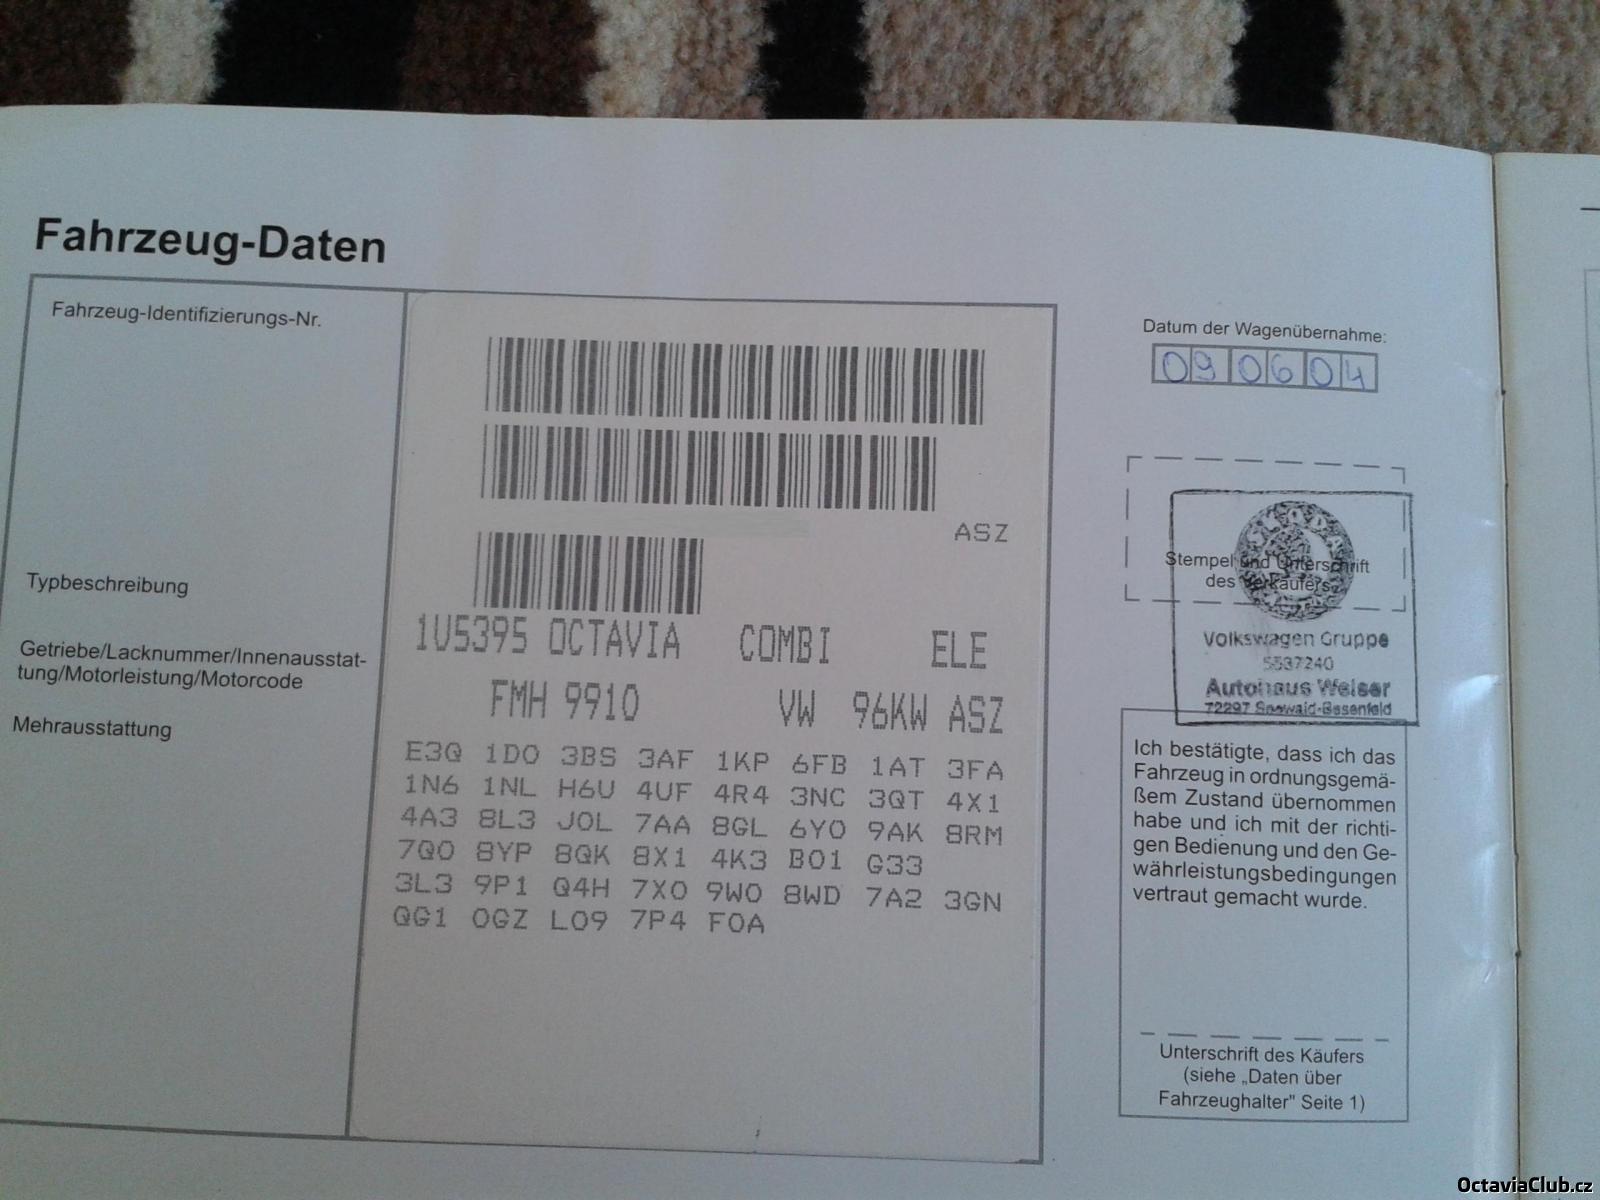 Fahrzeug-Daten
Fahrzeug-Identifizierungs-Nr.
ASZ
Typbeschreibung
1U5395 OCTAVIA COMBI ELE
Getriebe/Lacknummer/Innenausstat-
tung/Motorleistung/Motorcode
FMH 9910 VW 96KW ASZ
Mehrausstattung
E3Q 1D0 3BS 3AF 1KP 6FB 1AT 3FA
1N6 1NL H6U 4UF 4R4 3NC 3QT 4X1
4A3 8L3 J0L 7AA 8GL 6Y0 9AK 8RM
7Q0 8YP 8QK 8X1 4K3 B01 G33
3L3 9P1 Q4H 7X0 9W0 8WD 7A2 3GN
QG1 0GZ L09 7P4 F0A
Datum der Wagenübernahme:
090604
Stempel und Unterschrift
des Verkäufers
SKODA
Volkswagen Gruppe
5537240
Autohaus Weiser
72297 Seewald-Besenfeld
Ich bestätigte, dass ich das
Fahrzeug in ordnungsgemä-
ßem Zustand übernommen
habe und ich mit der richti-
gen Bedienung und den Ge-
währleistungsbedingungen
vertraut gemacht wurde.
Unterschrift des Käufers
(siehe „Daten über
Fahrzeughalter" Seite 1)
OctaviaClub.cz